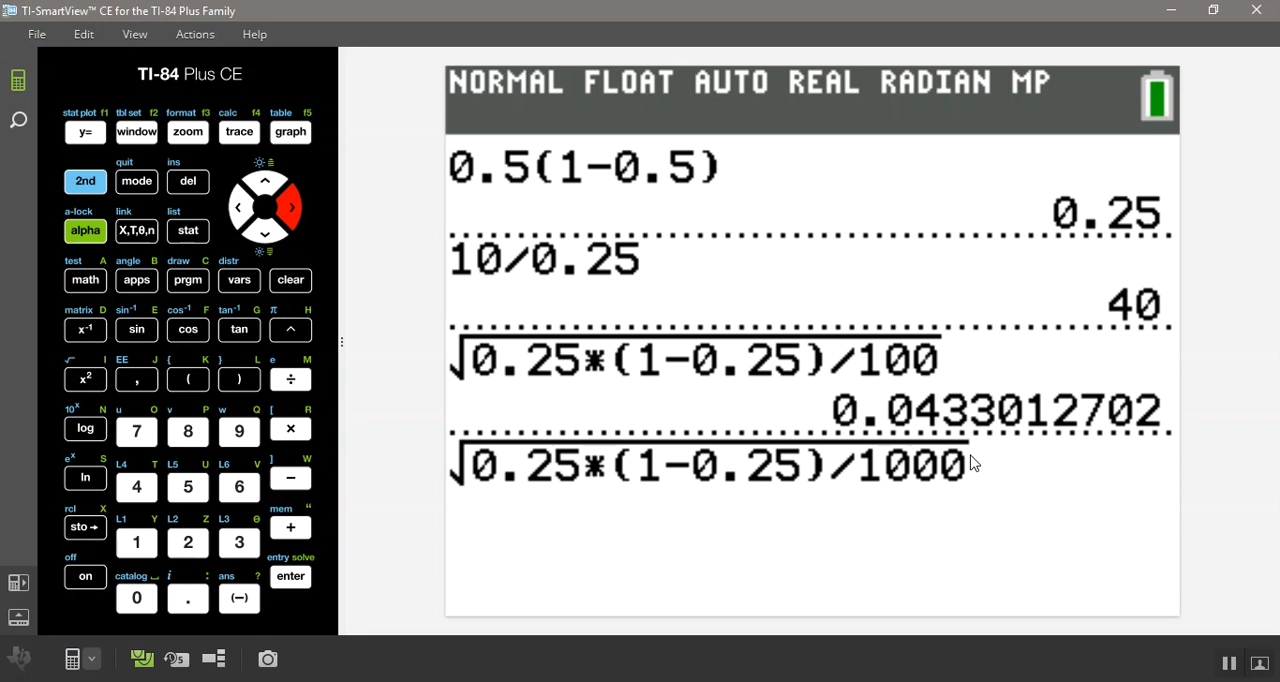 TI-SmartView™ CE for the TI-84 Plus Family
File Edit View Actions Help
TI-84 Plus CE
stat plot f1 tbl set f2 format f3 calc f4 table f5
y= window zoom trace graph
quit ins
2nd mode del
a-lock link list
alpha X,T,θ,n stat
test A angle B draw C distr
math apps prgm vars clear
matrix D sin⁻¹ E cos⁻¹ F tan⁻¹ G π H
x⁻¹ sin cos tan ^
√ I EE J { K } L e M
x² , ( ) ÷
10ˣ N u O v P w Q [ R
log 7 8 9 ×
eˣ S L4 T L5 U L6 V ] W
ln 4 5 6 −
rcl X L1 Y L2 Z L3 θ mem “
sto→ 1 2 3 +
off catalog ⎵ i : ans ? entry solve
on 0 . (−) enter
NORMAL FLOAT AUTO REAL RADIAN MP
0.5(1-0.5)
0.25
10/0.25
40
√0.25*(1-0.25)/100
0.0433012702
√0.25*(1-0.25)/1000
5